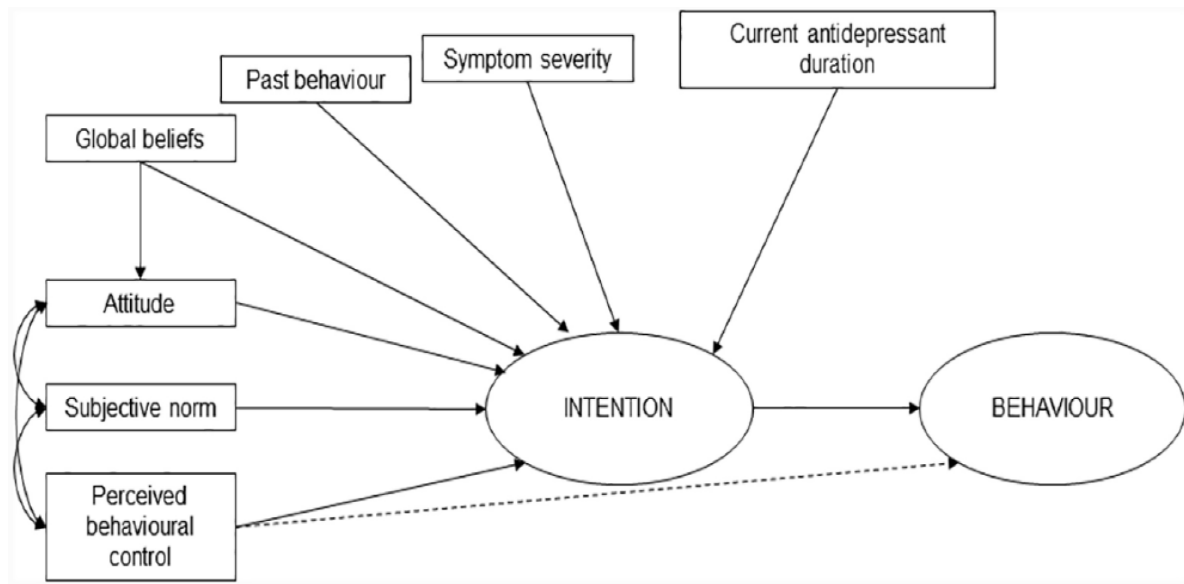 Current antidepressant
duration
Symptom severity
Past behaviour
Global beliefs
Attitude
Subjective norm
INTENTION
BEHAVIOUR
Perceived
behavioural
control